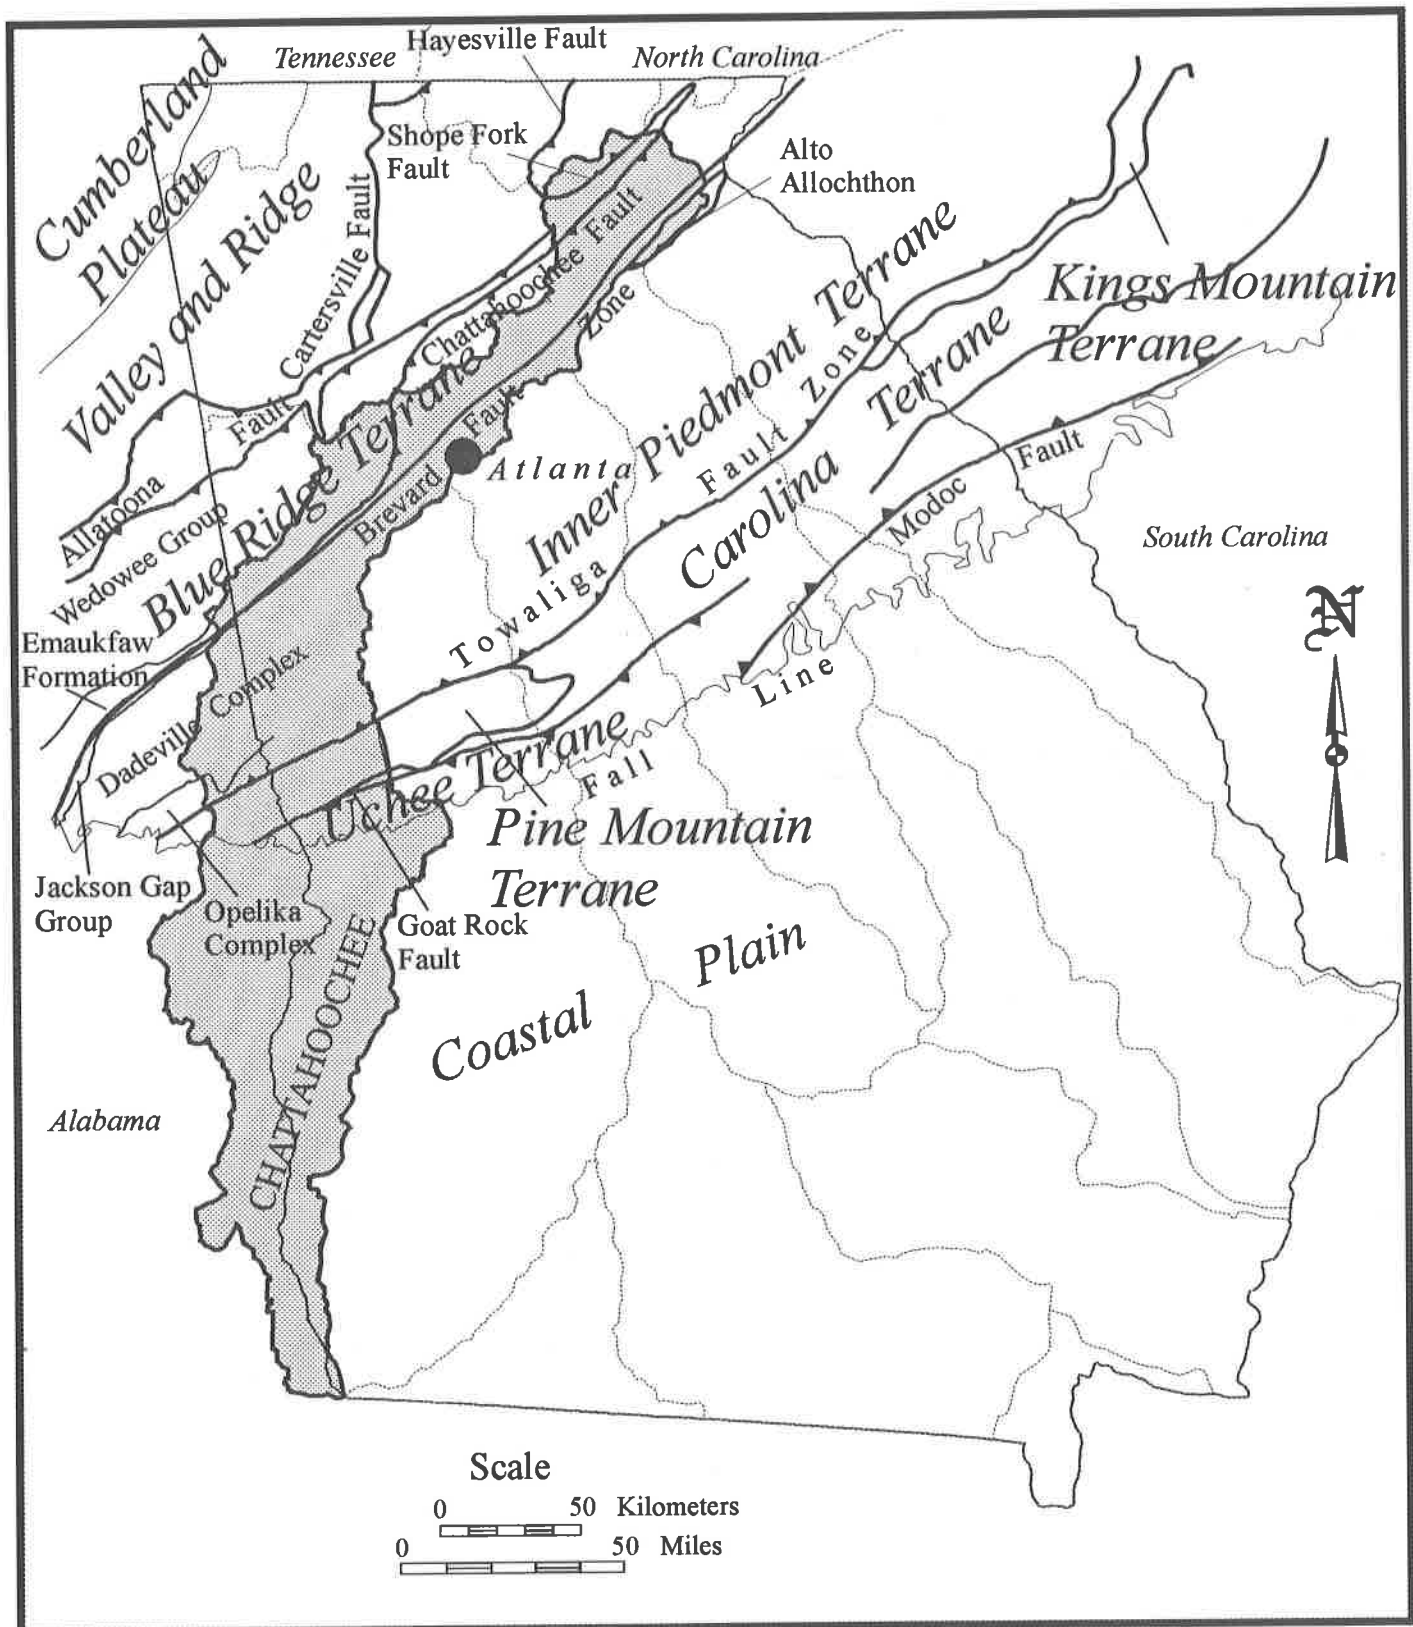 Tennessee
Hayesville Fault
North Carolina
Cumberland
Plateau
Shope Fork
Fault
Alto
Allochthon
Valley and Ridge
Cartersville Fault
Chattahoochee Fault
Kings Mountain
Terrane
Inner Piedmont Terrane
Brevard Fault Zone
Blue Ridge Terrane
Allatoona Fault
Atlanta
Towaliga Fault Zone
Carolina Terrane
Modoc Fault
Wedowee Group
South Carolina
N
Emaukfaw
Formation
Dadeville Complex
Fall Line
Uchee Terrane
Pine Mountain
Terrane
Jackson Gap
Group
Opelika
Complex
Goat Rock
Fault
Coastal Plain
CHAPTAHOOCHEE
Alabama
Scale
0 50 Kilometers
0 50 Miles